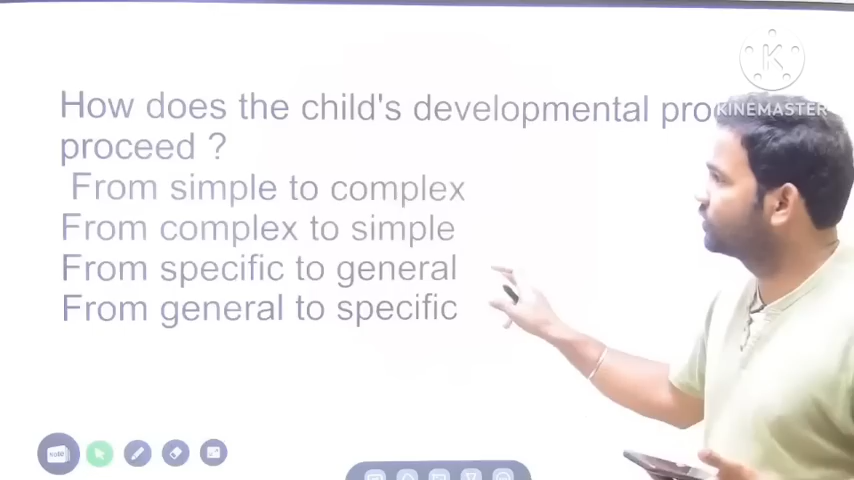 KINEMASTER
How does the child's developmental
proceed ?
From simple to complex
From complex to simple
From specific to general
From general to specific